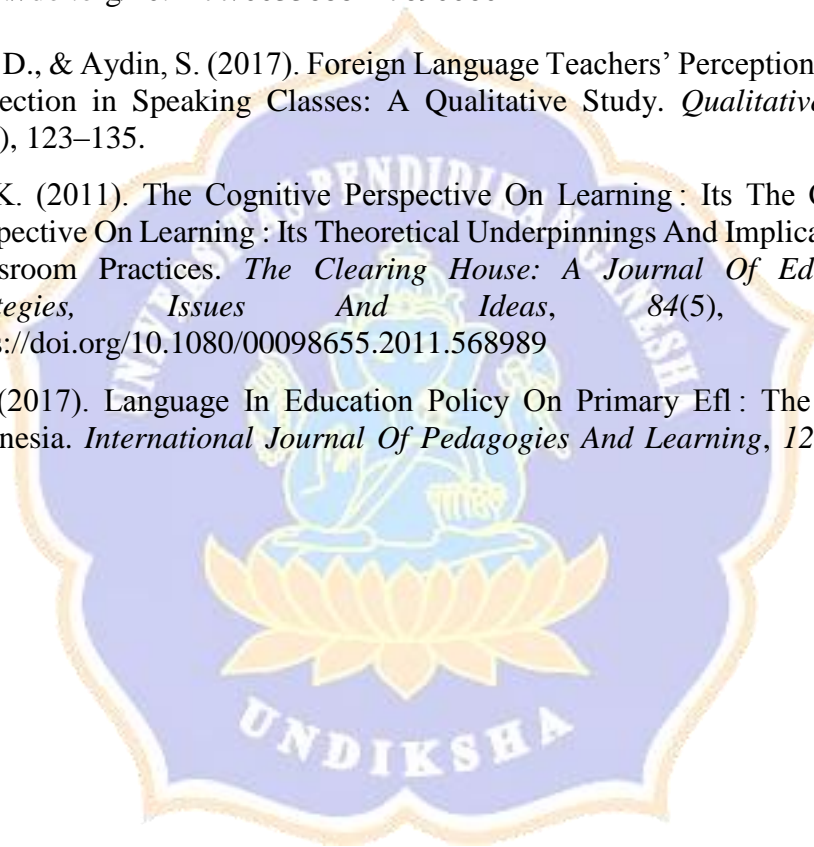 D., & Aydin, S. (2017). Foreign Language Teachers’ Perception
ection in Speaking Classes: A Qualitative Study. Qualitative
), 123–135.
K. (2011). The Cognitive Perspective On Learning : Its The
pective On Learning : Its Theoretical Underpinnings And Implica
sroom Practices. The Clearing House: A Journal Of Ed
tegies, Issues And Ideas, 84(5),
s://doi.org/10.1080/00098655.2011.568989
(2017). Language In Education Policy On Primary Efl : The
nesia. International Journal Of Pedagogies And Learning, 12
UNIVERSITAS PENDIDIKAN GANESHA
UNDIKSHA